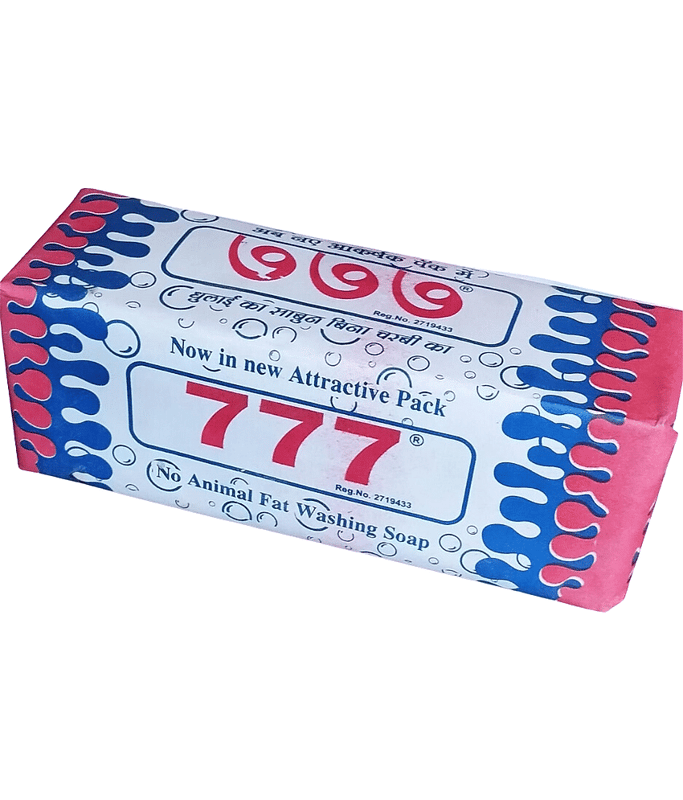 अब नए आकर्षक पॅक में
७७७®
Reg.No. 2719433
धुलाई का साबुन बिना चरबी का
Now in new Attractive Pack
777®
Reg.No. 2719433
No Animal Fat Washing Soap